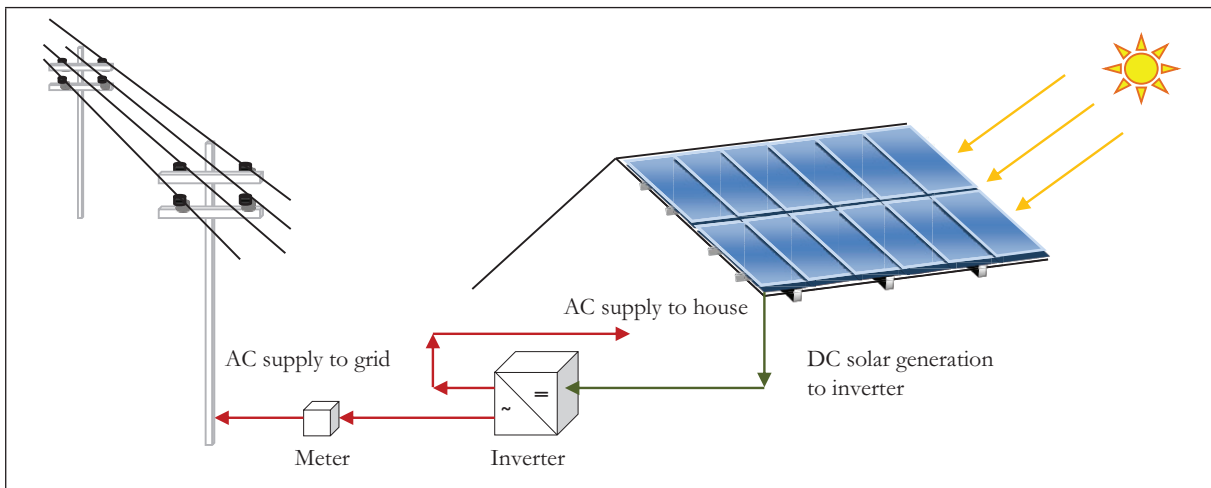 AC supply to house
AC supply to grid
DC solar generation
to inverter
~
=
Meter
Inverter